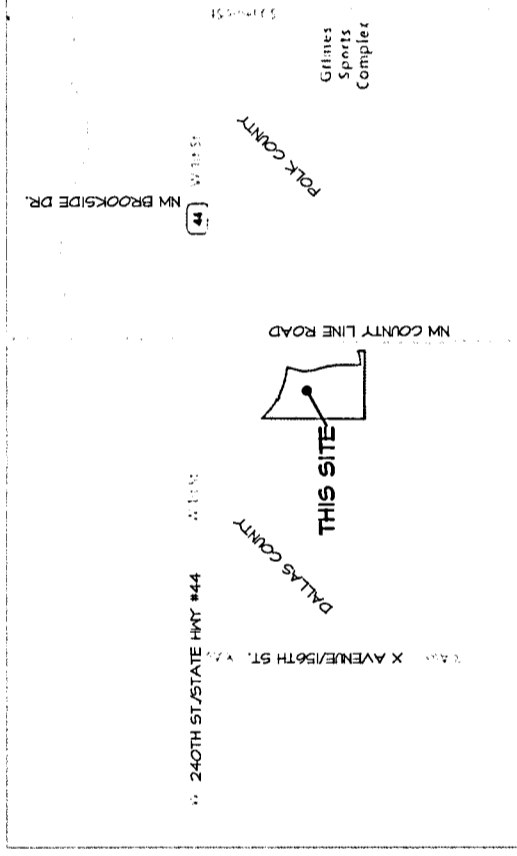 NW BROOKSIDE DR.
44
Grimes
Sports
Complex
POLK COUNTY
NW COUNTY LINE ROAD
THIS SITE
DALLAS COUNTY
240TH ST./STATE HWY #44
X AVENUE/156TH ST.